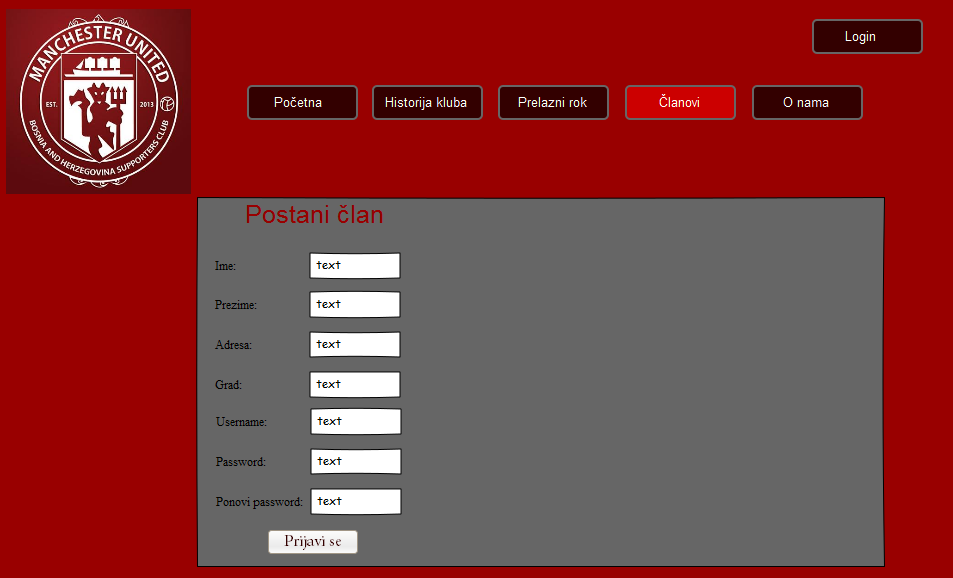 MANCHESTER UNITED
EST.
2013
BOSNIA AND HERZEGOVINA SUPPORTERS CLUB
Login
Početna
Historija kluba
Prelazni rok
Članovi
O nama
Postani član
Ime:
text
Prezime:
text
Adresa:
text
Grad:
text
Username:
text
Password:
text
Ponovi password:
text
Prijavi se